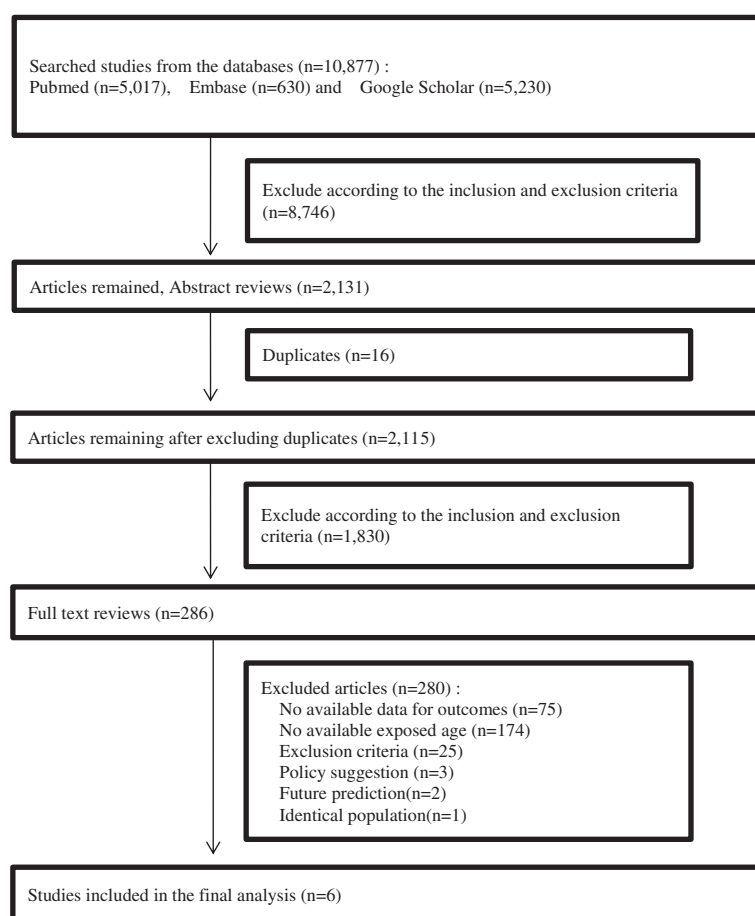 Searched studies from the databases (n=10,877) :
Pubmed (n=5,017), Embase (n=630) and Google Scholar (n=5,230)
Exclude according to the inclusion and exclusion criteria
(n=8,746)
Articles remained, Abstract reviews (n=2,131)
Duplicates (n=16)
Articles remaining after excluding duplicates (n=2,115)
Exclude according to the inclusion and exclusion
criteria (n=1,830)
Full text reviews (n=286)
Excluded articles (n=280) :
No available data for outcomes (n=75)
No available exposed age (n=174)
Exclusion criteria (n=25)
Policy suggestion (n=3)
Future prediction(n=2)
Identical population(n=1)
Studies included in the final analysis (n=6)